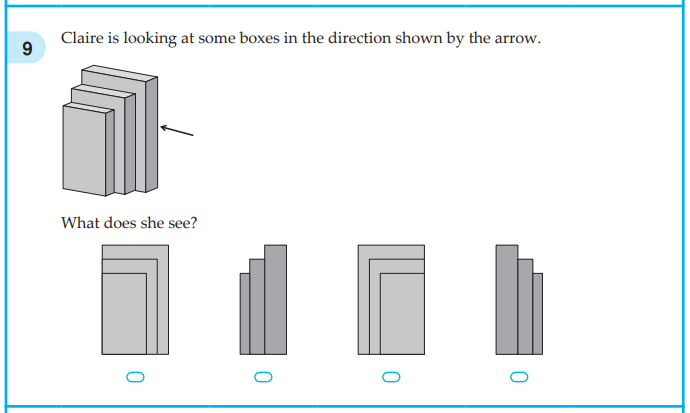 9
Claire is looking at some boxes in the direction shown by the arrow.
What does she see?